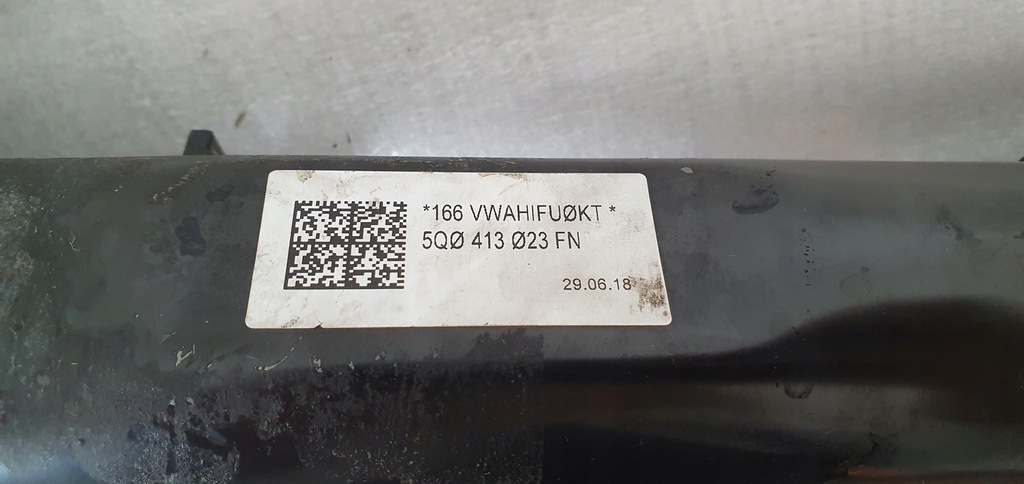 *166 VWAHIFUØKT *
5QØ 413 Ø23 FN
29.06.18